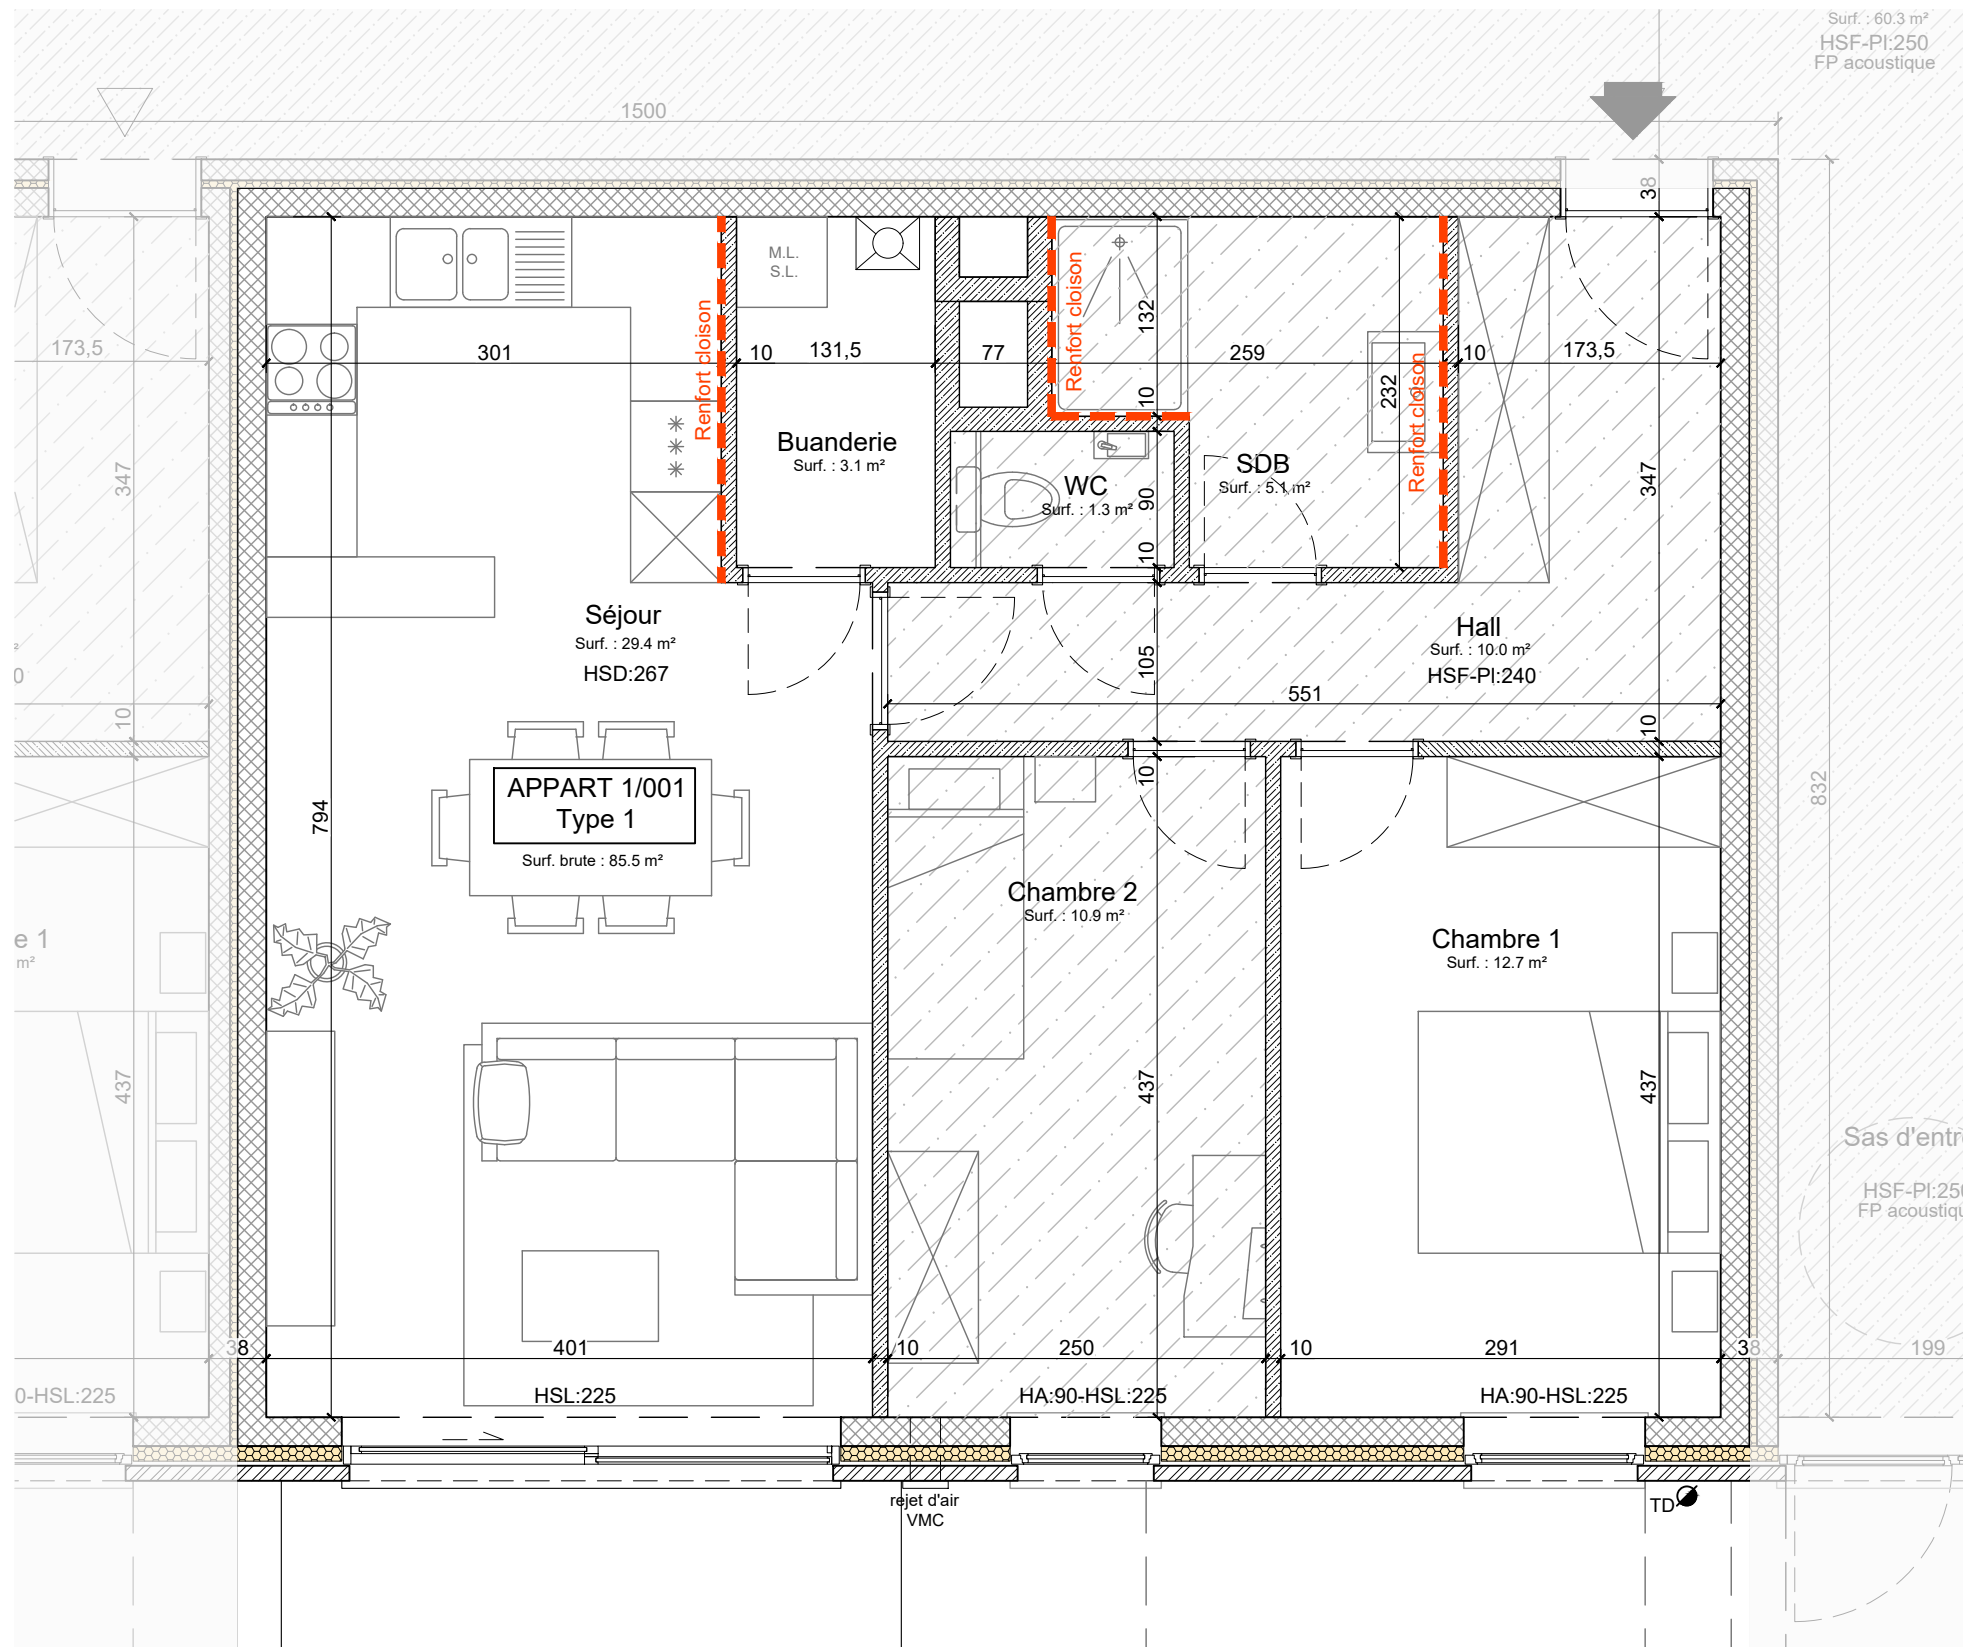 Surf. : 60.3 m²
HSF-Pl:250
FP acoustique
1500
38
M.L.
S.L.
Renfort cloison
Renfort cloison
Renfort cloison
132
173,5
301
10
131,5
77
259
10
173,5
232
10
Buanderie
Surf. : 3.1 m²
SDB
Surf. : 5.1 m²
WC
Surf. : 1.3 m²
90
347
347
10
Séjour
Surf. : 29.4 m²
HSD:267
Hall
Surf. : 10.0 m²
HSF-Pl:240
105
551
10
10
10
APPART 1/001
Type 1
Surf. brute : 85.5 m²
794
832
Chambre 2
Surf. : 10.9 m²
Chambre 1
Surf. : 12.7 m²
e 1
m²
437
437
437
Sas d'entr
HSF-Pl:250
FP acoustiqu
38
401
10
250
10
291
38
199
0-HSL:225
HSL:225
HA:90-HSL:225
HA:90-HSL:225
rejet d'air
VMC
TD